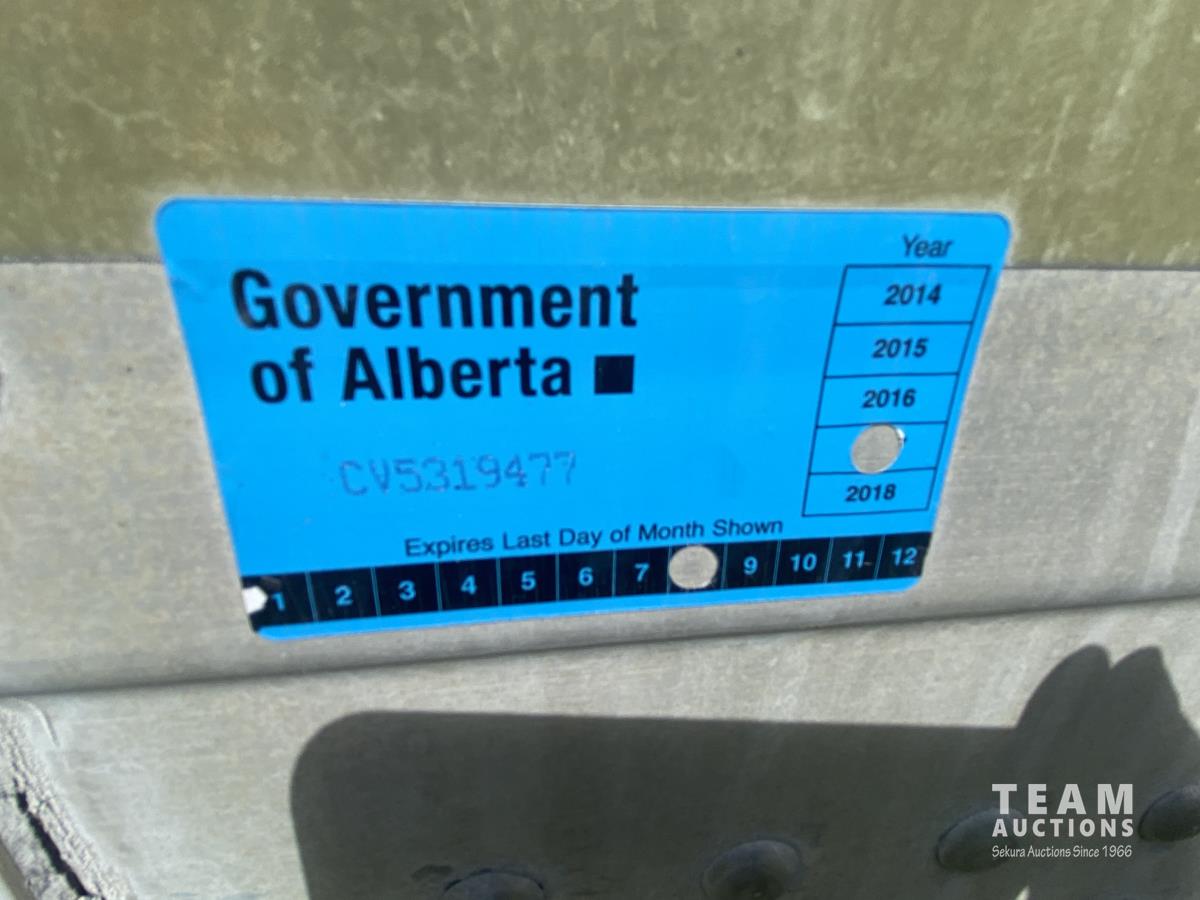 Year
Government
of Alberta
2014
2015
2016
2018
CV5319477
Expires Last Day of Month Shown
1 2 3 4 5 6 7 9 10 11 12
TEAM
AUCTIONS
Sekura Auctions Since 1966